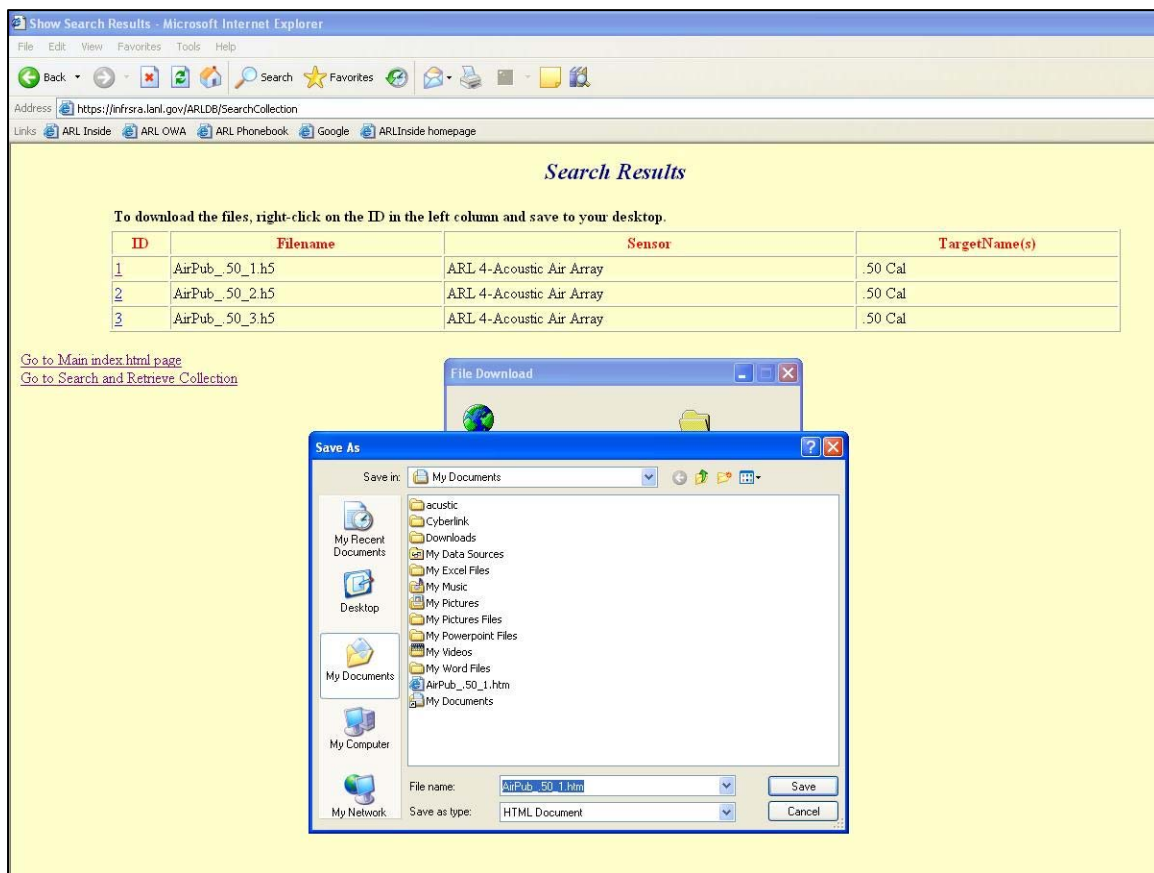 Show Search Results - Microsoft Internet Explorer
File Edit View Favorites Tools Help
Back Search Favorites
Address https://infrsra.lanl.gov/ARLDB/SearchCollection
Links ARL Inside ARL OWA ARL Phonebook Google ARLInside homepage
Search Results
To download the files, right-click on the ID in the left column and save to your desktop.
ID Filename Sensor TargetName(s)
1 AirPub_.50_1.h5 ARL 4-Acoustic Air Array .50 Cal
2 AirPub_.50_2.h5 ARL 4-Acoustic Air Array .50 Cal
3 AirPub_.50_3.h5 ARL 4-Acoustic Air Array .50 Cal
Go to Main index.html page
Go to Search and Retrieve Collection
File Download
Save As
Save in: My Documents
My Recent
Documents
Desktop
My Documents
My Computer
My Network
acustic
Cyberlink
Downloads
My Data Sources
My Excel Files
My Music
My Pictures
My Pictures Files
My Powerpoint Files
My Videos
My Word Files
AirPub_.50_1.htm
My Documents
File name: AirPub_.50_1.htm Save
Save as type: HTML Document Cancel